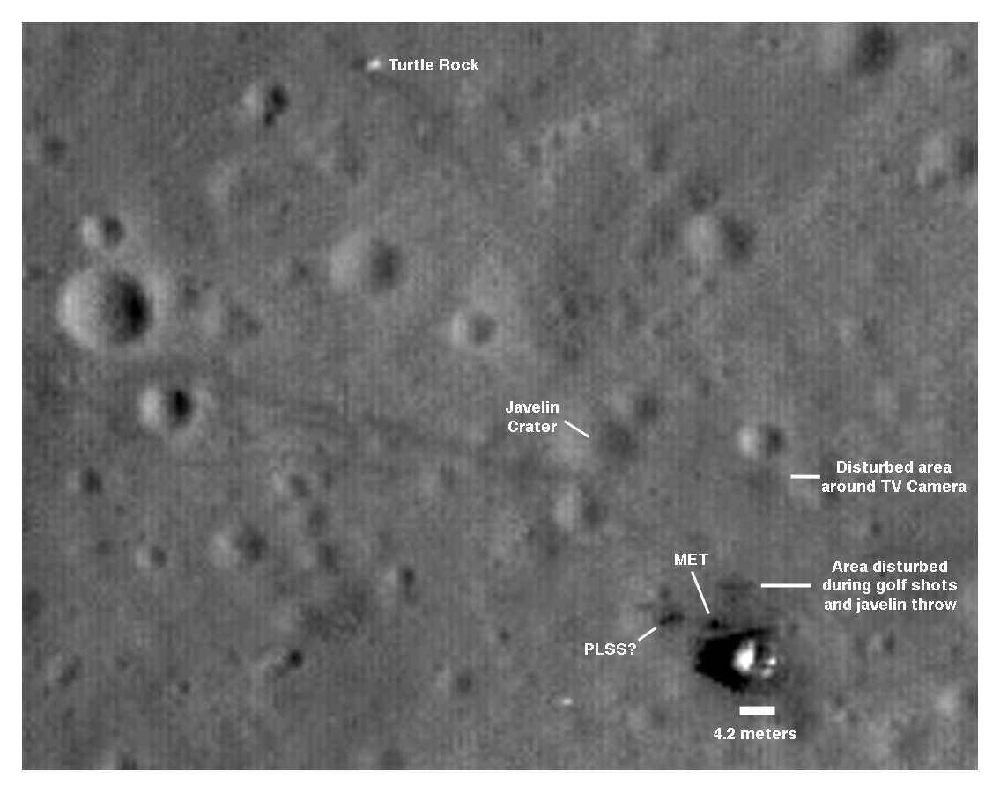 Turtle Rock
Javelin
Crater
Disturbed area
around TV Camera
MET
Area disturbed
during golf shots
and javelin throw
PLSS?
4.2 meters